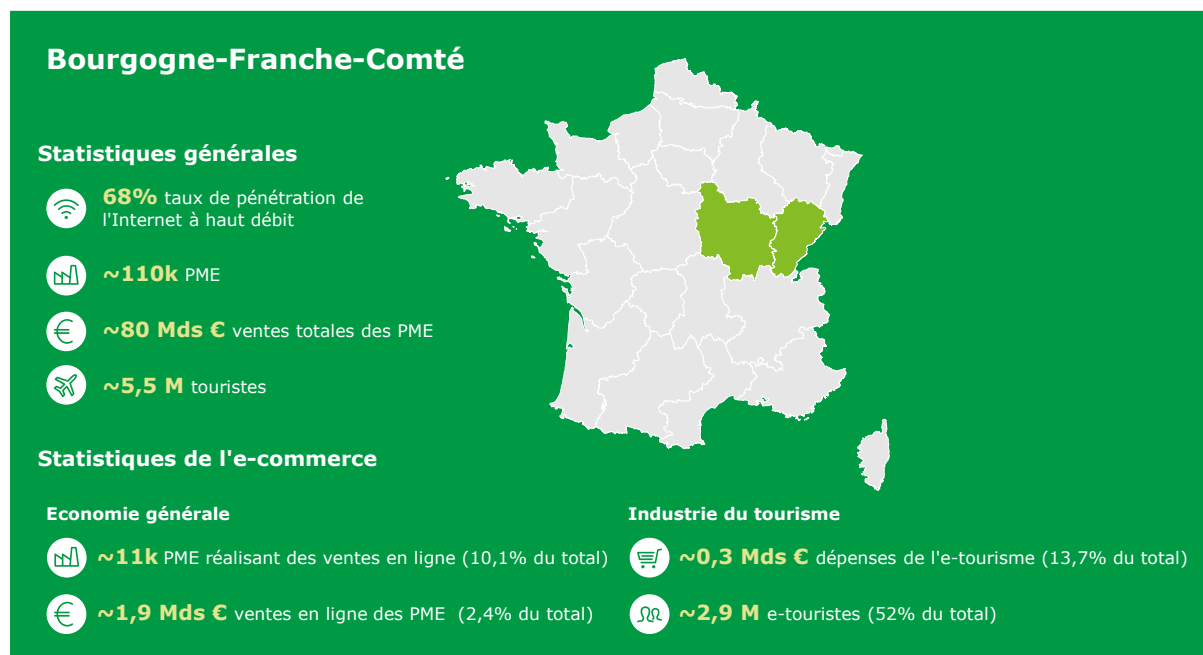 Bourgogne-Franche-Comté
Statistiques générales
68% taux de pénétration de
l'Internet à haut débit
~110k PME
~80 Mds € ventes totales des PME
~5,5 M touristes
Statistiques de l'e-commerce
Economie générale
~11k PME réalisant des ventes en ligne (10,1% du total)
~1,9 Mds € ventes en ligne des PME (2,4% du total)
Industrie du tourisme
~0,3 Mds € dépenses de l'e-tourisme (13,7% du total)
~2,9 M e-touristes (52% du total)